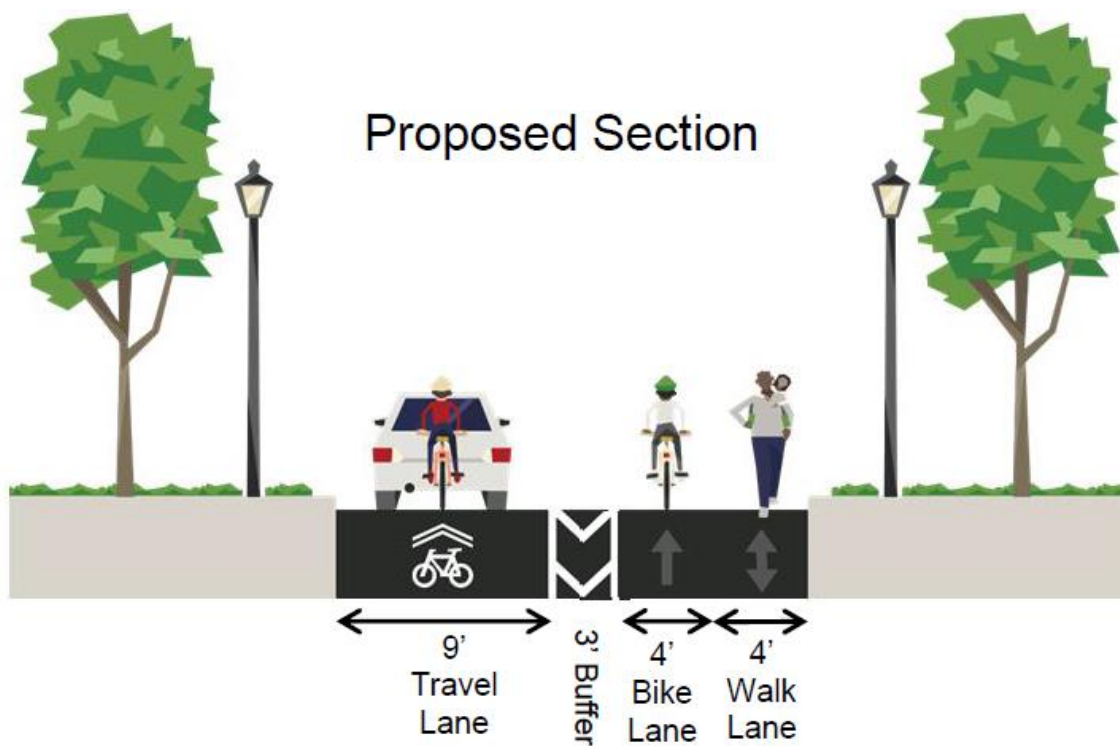 Proposed Section
9’
Travel
Lane
3’ Buffer
4’
Bike
Lane
4’
Walk
Lane